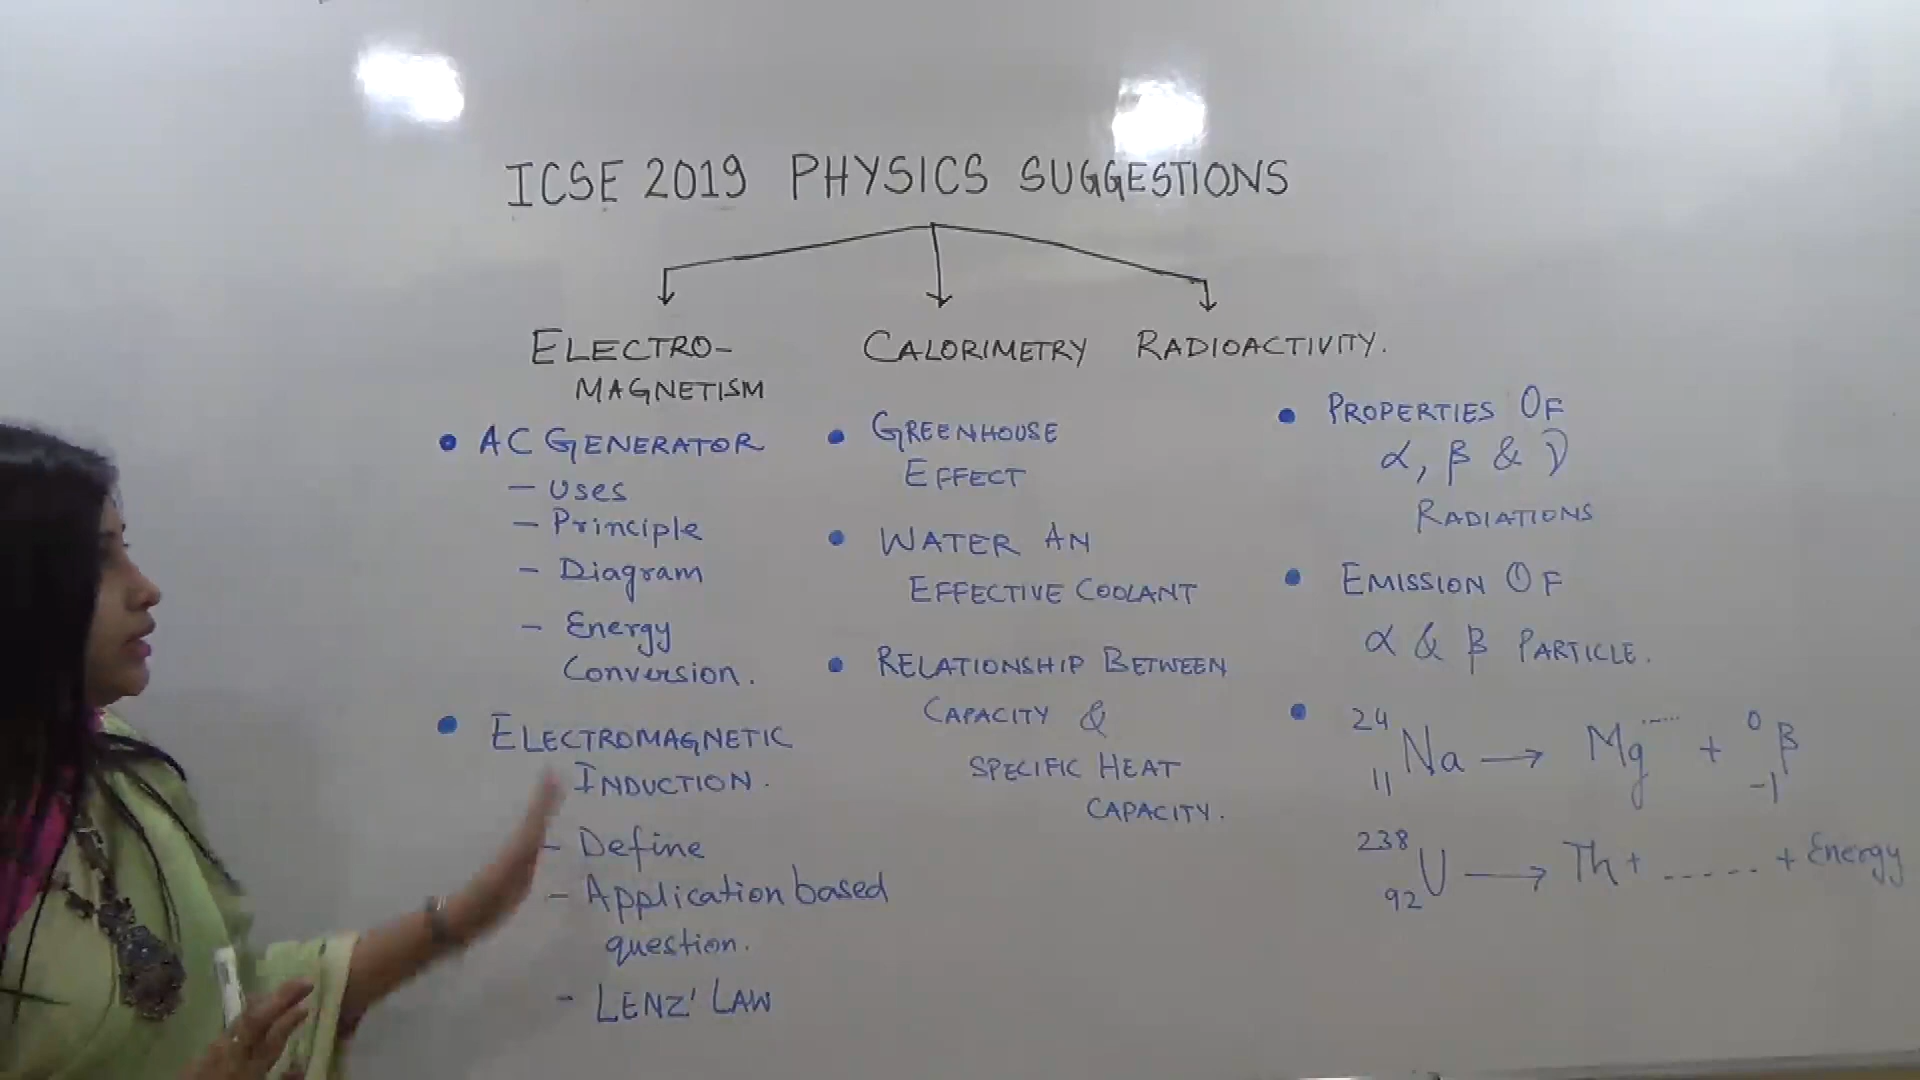 ICSE 2019 PHYSICS SUGGESTIONS
ELECTRO-
MAGNETISM
• AC GENERATOR
- Uses
- Principle
- Diagram
- Energy
Conversion.
• ELECTROMAGNETIC
INDUCTION.
- Define
- Application based
question.
- LENZ' LAW
CALORIMETRY
• GREENHOUSE
EFFECT
• WATER AN
EFFECTIVE COOLANT
• RELATIONSHIP BETWEEN
CAPACITY &
SPECIFIC HEAT
CAPACITY.
RADIOACTIVITY.
• PROPERTIES OF
α, β & γ
RADIATIONS
• EMISSION OF
α & β PARTICLE.
• ²⁴₁₁Na → Mg ...... + ⁰₋₁β
²³⁸₉₂U → Th + ----- + Energy